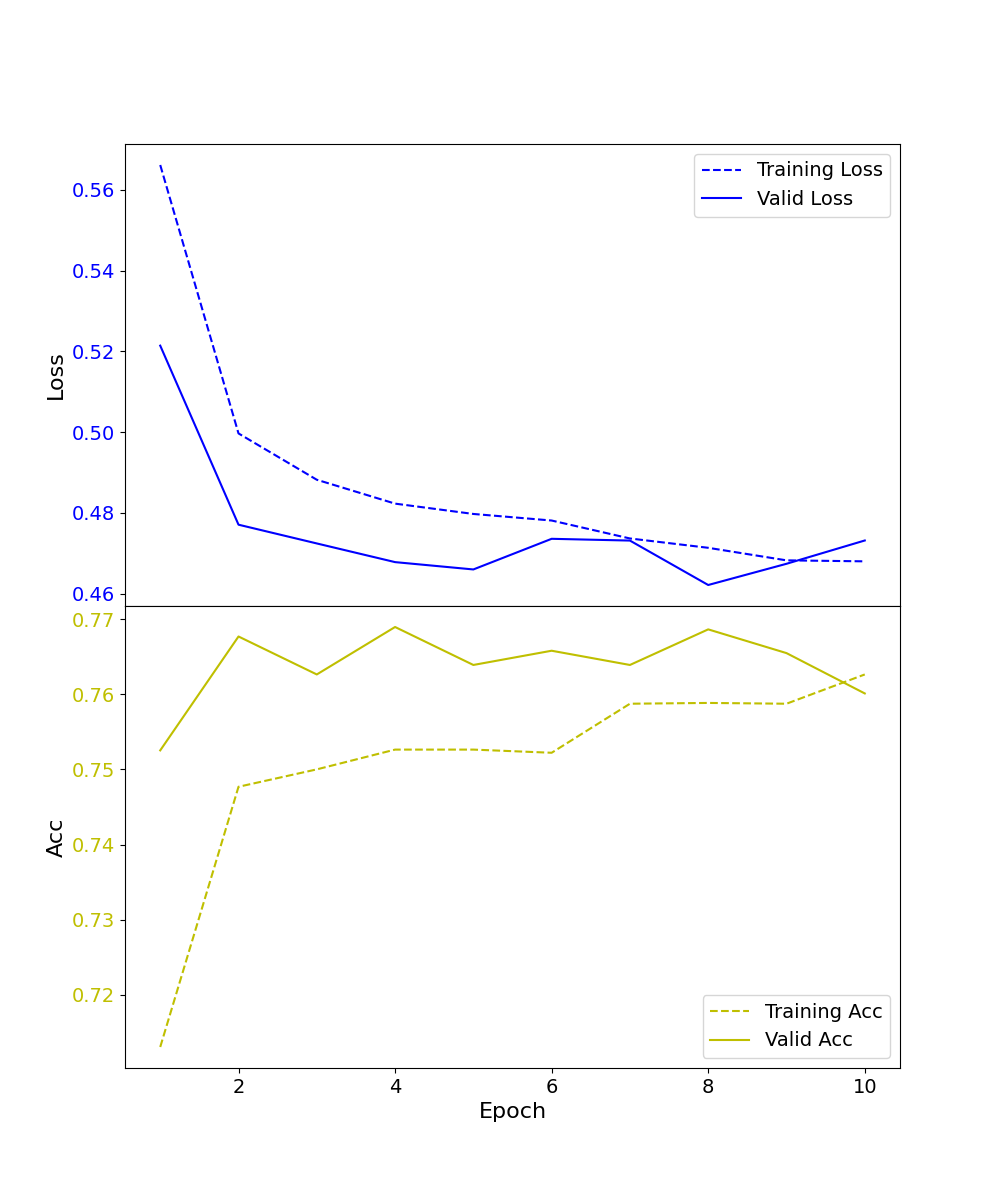 Training Loss
Valid Loss
0.56
0.54
0.52
0.50
0.48
0.46
Loss
0.77
0.76
0.75
0.74
0.73
0.72
Acc
Training Acc
Valid Acc
2 4 6 8 10
Epoch